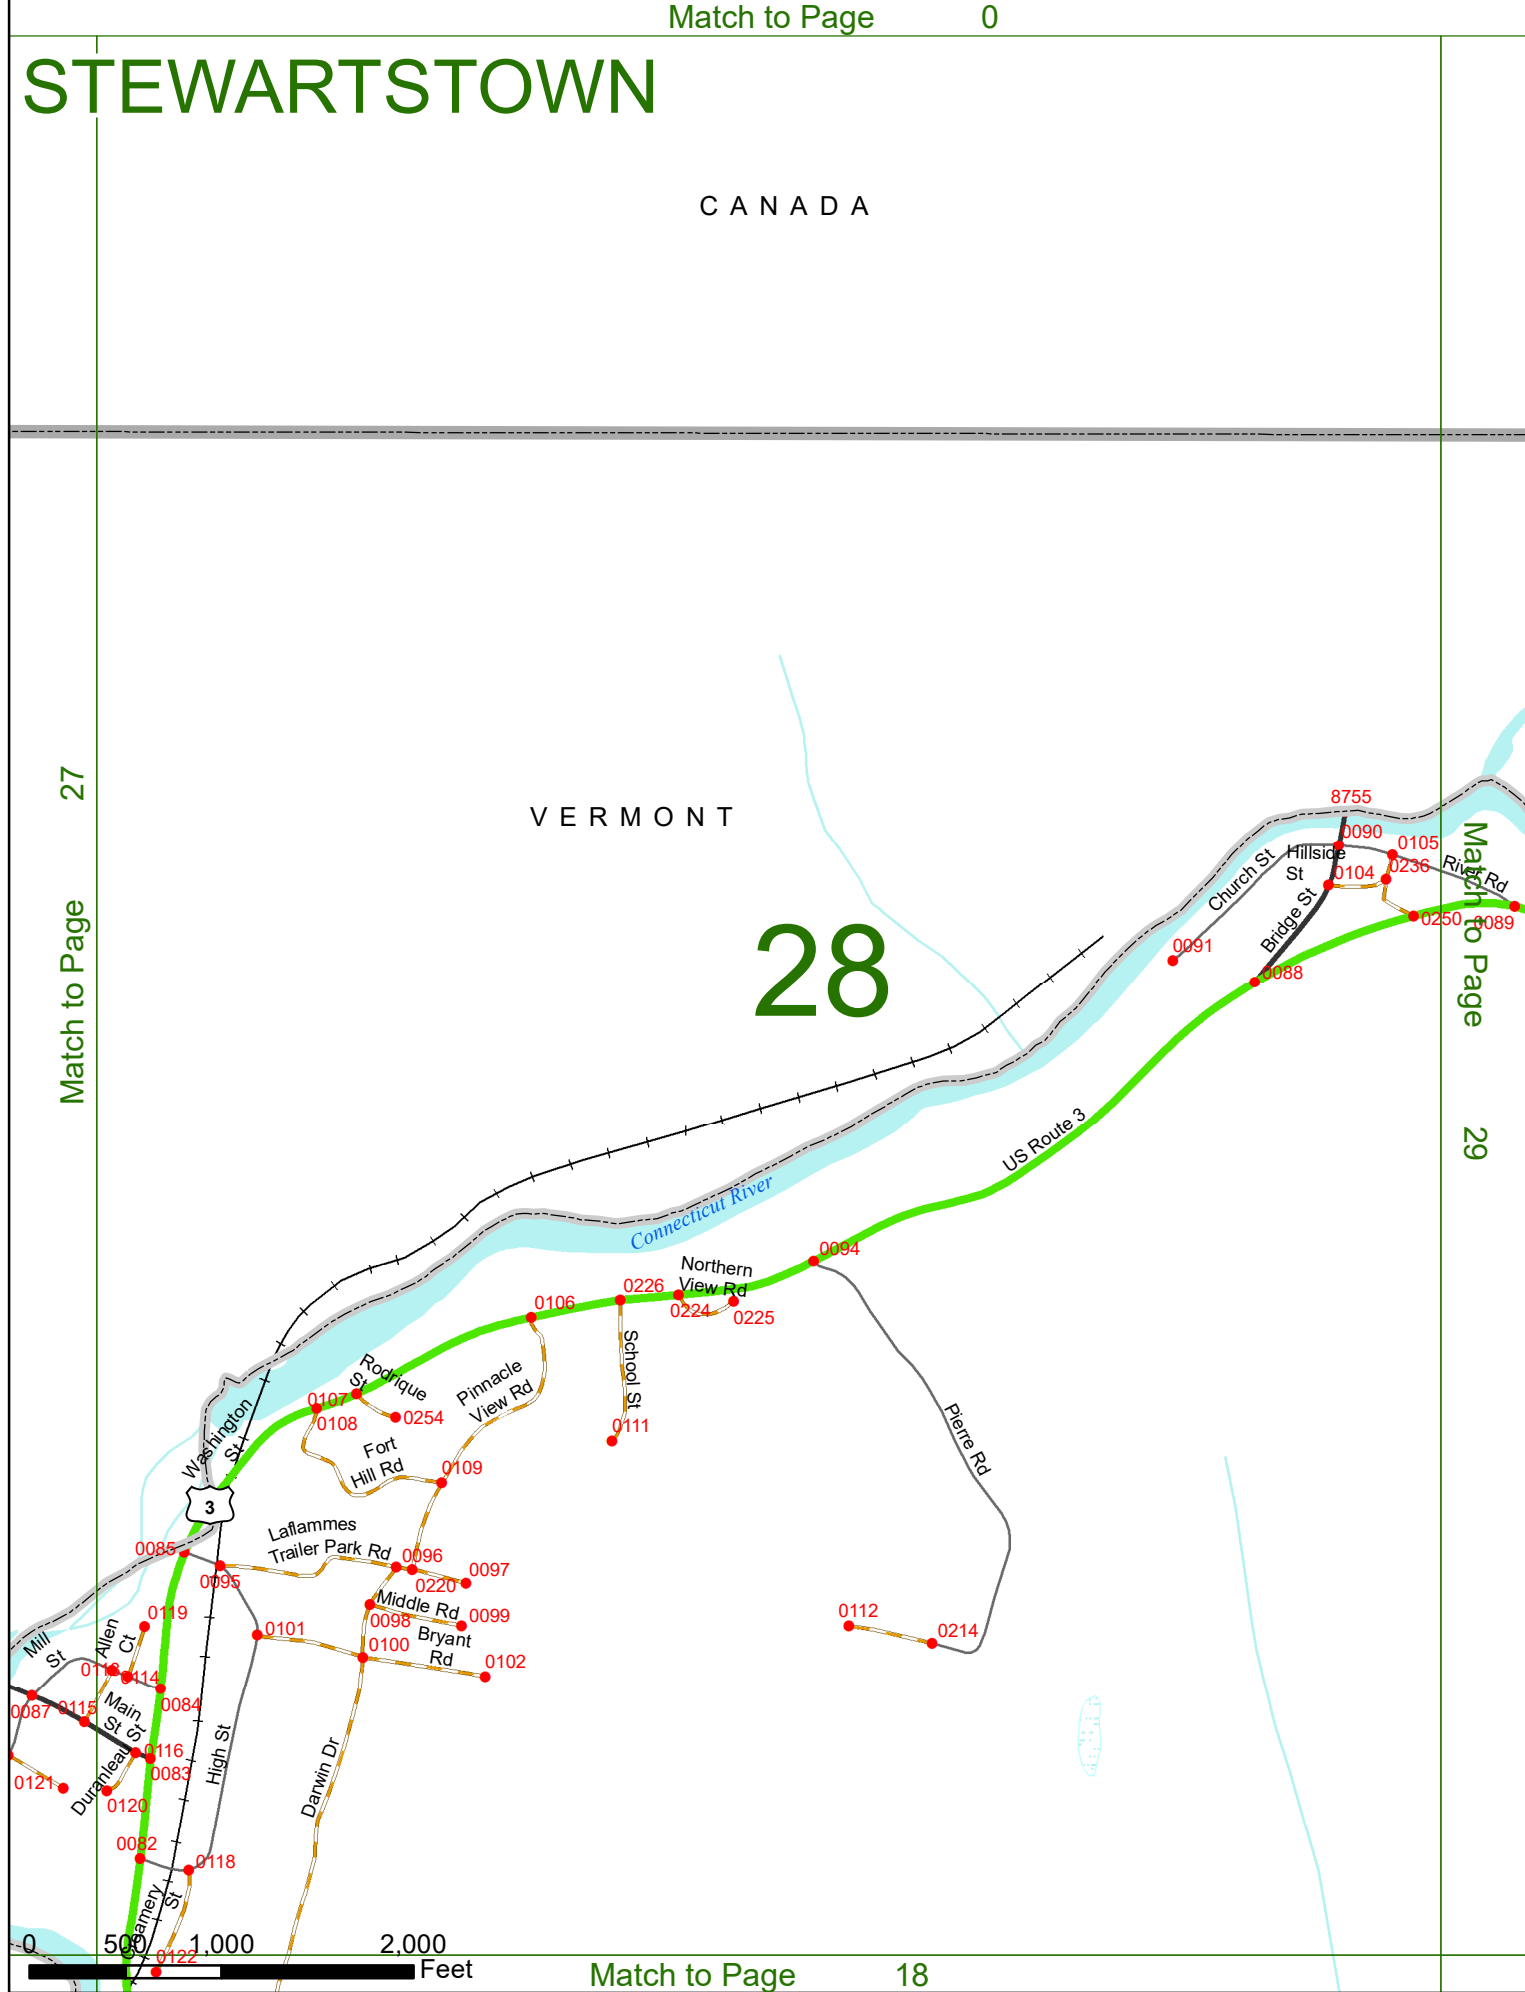 Match to Page 0
STEWARTSTOWN
CANADA
27
Match to Page
VERMONT
28
8755
0090
0105
Hillside
St
0104
0236
River Rd
Church St
Bridge St
0250
0089
0091
0088
Match to Page
29
US Route 3
Connecticut River
0094
Northern
View Rd
0226
0224
0225
0106
School St
0111
Rodrique
St
0107
0108
0254
Pinnacle
View Rd
Fort
Hill Rd
0109
Pierre Rd
Washington
St
3
Laflammes
Trailer Park Rd
0085
0095
0096
0220
0097
Middle Rd
0098
0099
Bryant
Rd
0100
0101
0102
0112
0214
0119
Allen
Ct
Mill
St
0113
0114
0084
0087
0115
Main
St
0116
0083
Duranleau St
0121
0120
High St
Darwin Dr
0082
0118
Creamery
St
0122
0 500 1,000 2,000
Feet
Match to Page 18